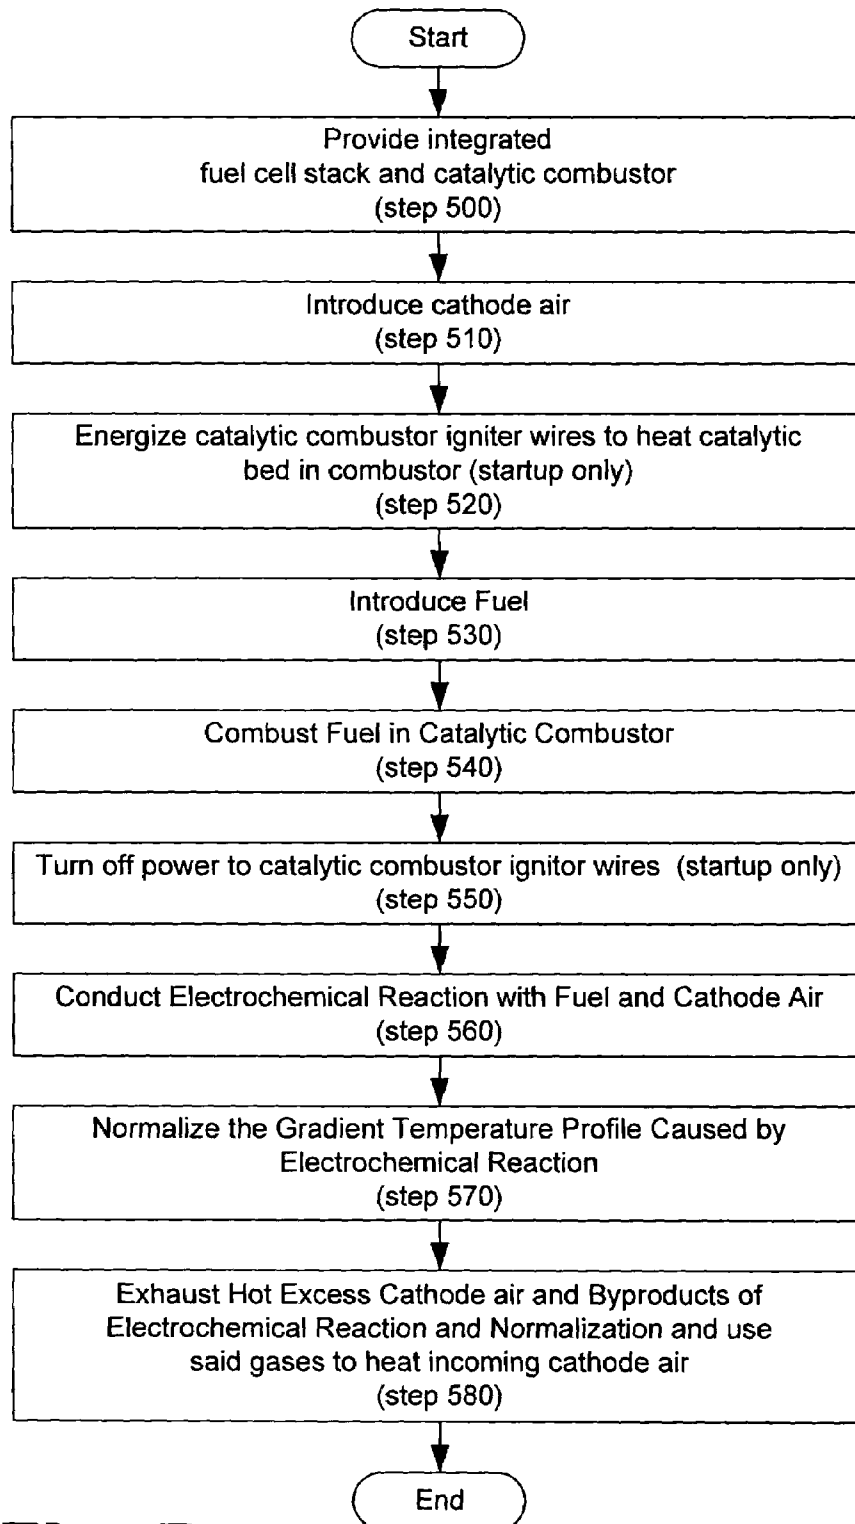 Start
Provide integrated
fuel cell stack and catalytic combustor
(step 500)
Introduce cathode air
(step 510)
Energize catalytic combustor igniter wires to heat catalytic
bed in combustor (startup only)
(step 520)
Introduce Fuel
(step 530)
Combust Fuel in Catalytic Combustor
(step 540)
Turn off power to catalytic combustor ignitor wires (startup only)
(step 550)
Conduct Electrochemical Reaction with Fuel and Cathode Air
(step 560)
Normalize the Gradient Temperature Profile Caused by
Electrochemical Reaction
(step 570)
Exhaust Hot Excess Cathode air and Byproducts of
Electrochemical Reaction and Normalization and use
said gases to heat incoming cathode air
(step 580)
End